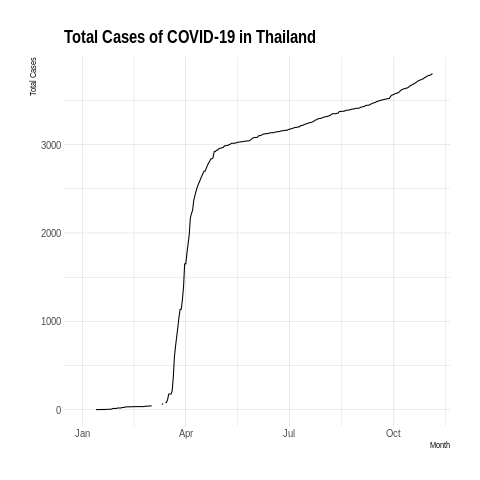 Total Cases of COVID-19 in Thailand
Total Cases
3000
2000
1000
0
Jan Apr Jul Oct
Month